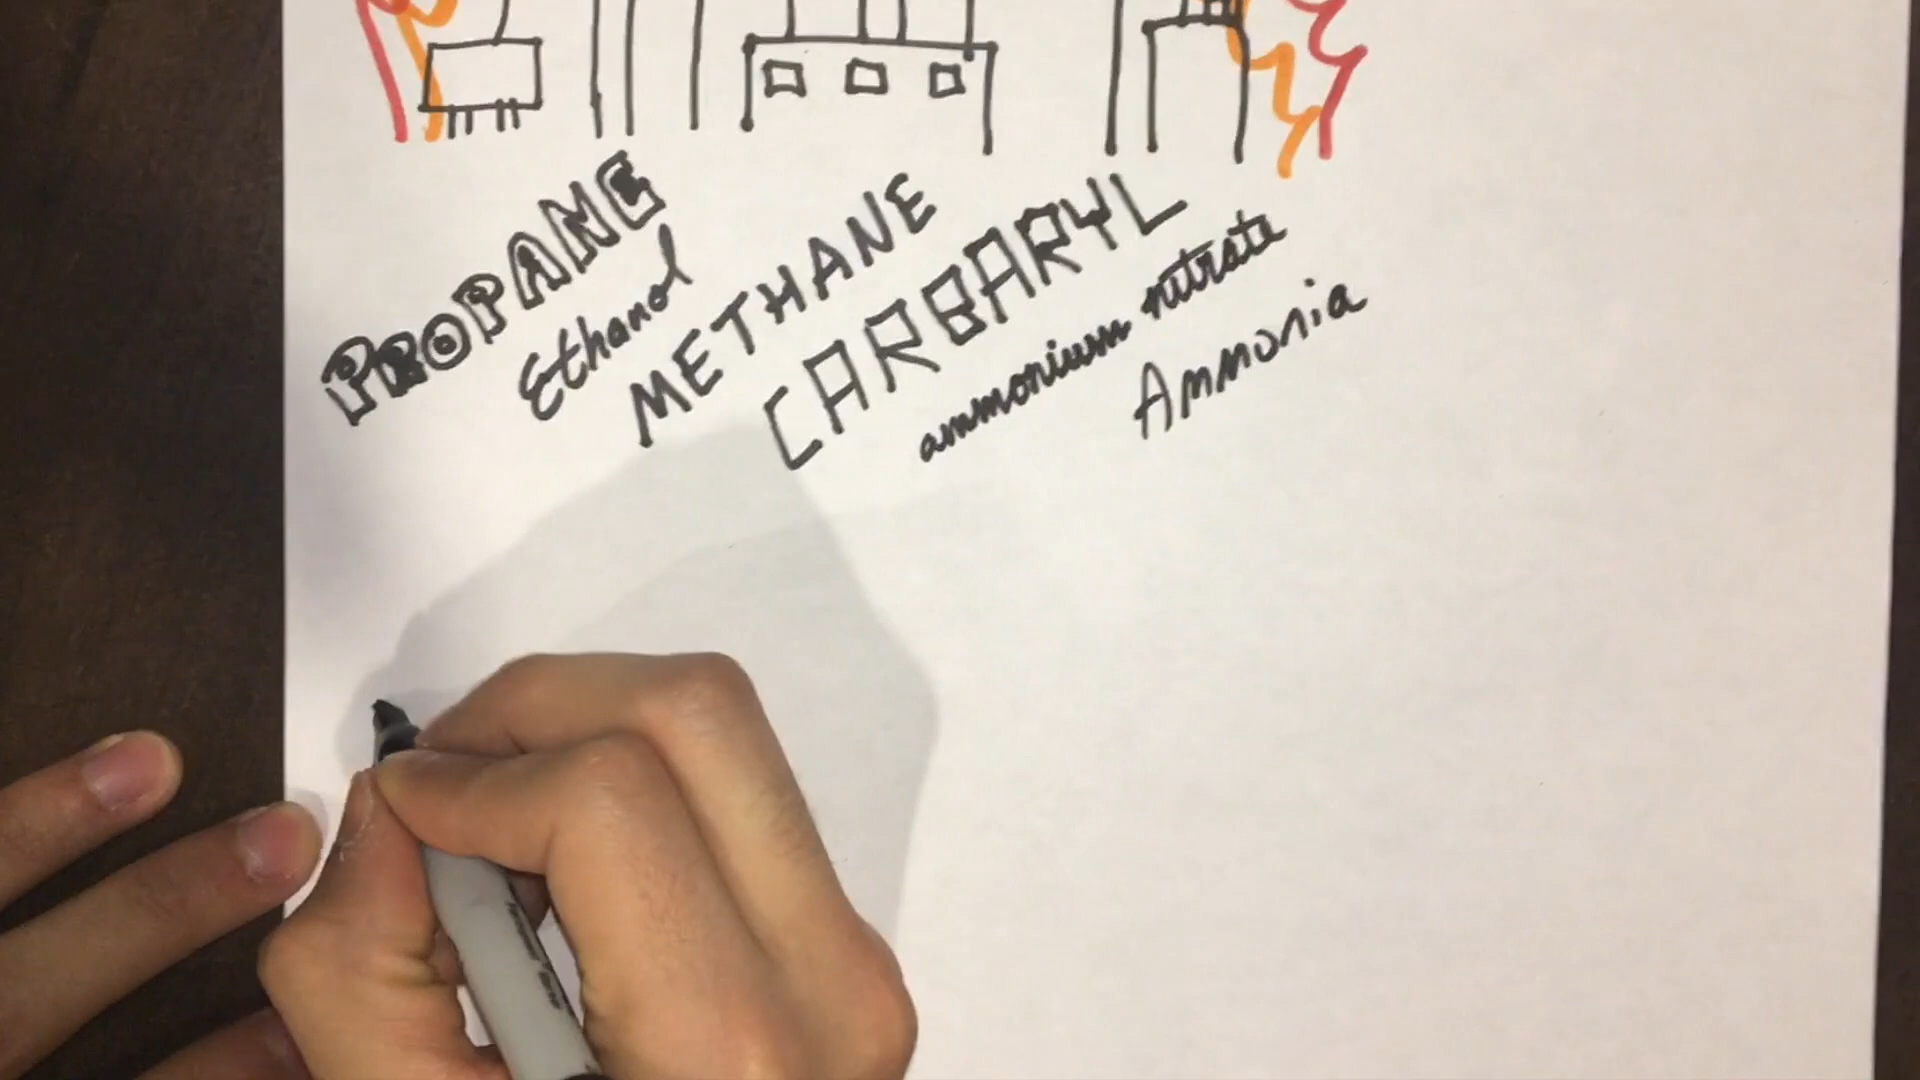 PROPANE
Ethanol
METHANE
CARBARYL
ammonium nitrate
Ammonia